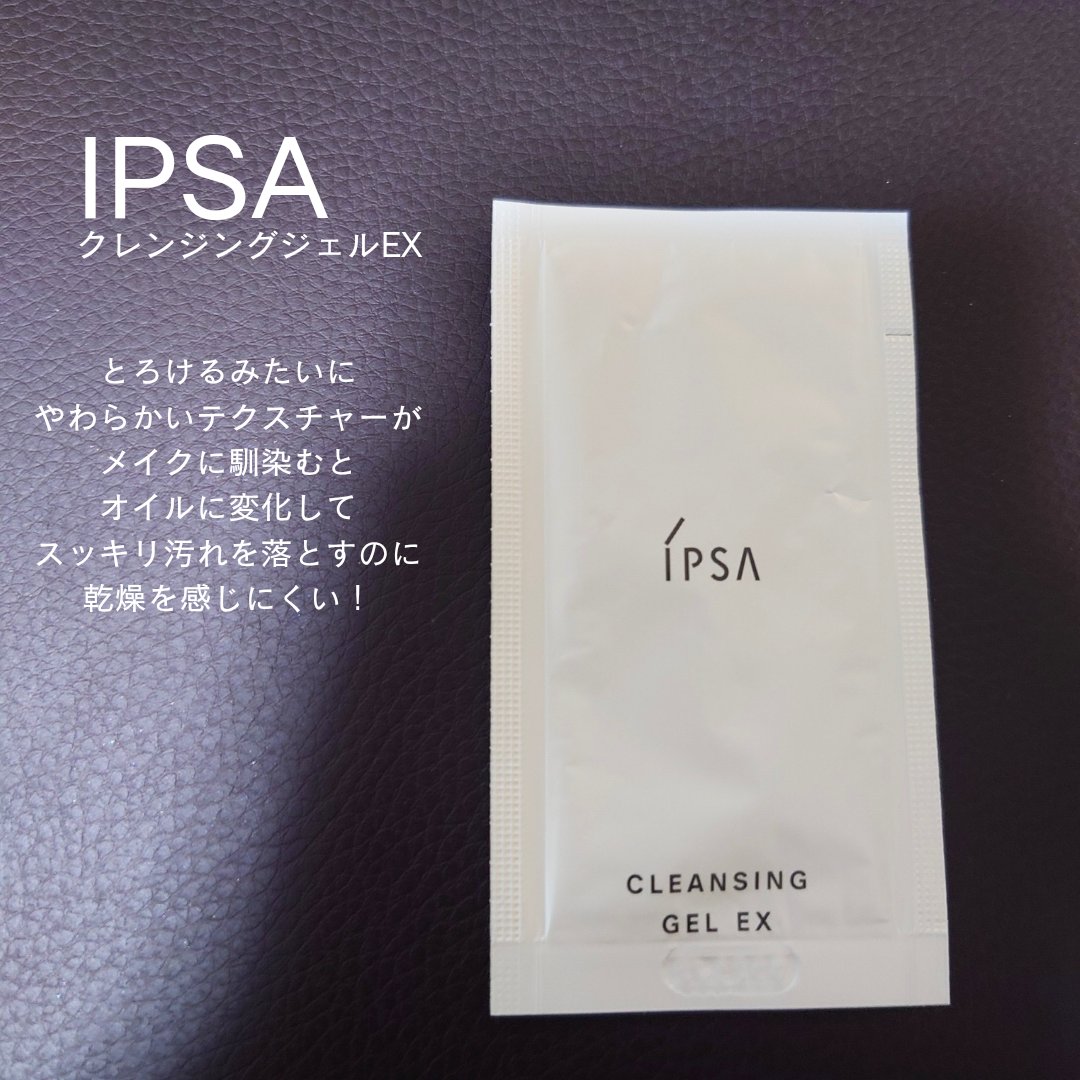 IPSA
クレンジングジェルEX
とろけるみたいに
やわらかいテクスチャーが
メイクに馴染むと
オイルに変化して
スッキリ汚れを落とすのに
乾燥を感じにくい！
ÍPSA
CLEANSING
GEL EX